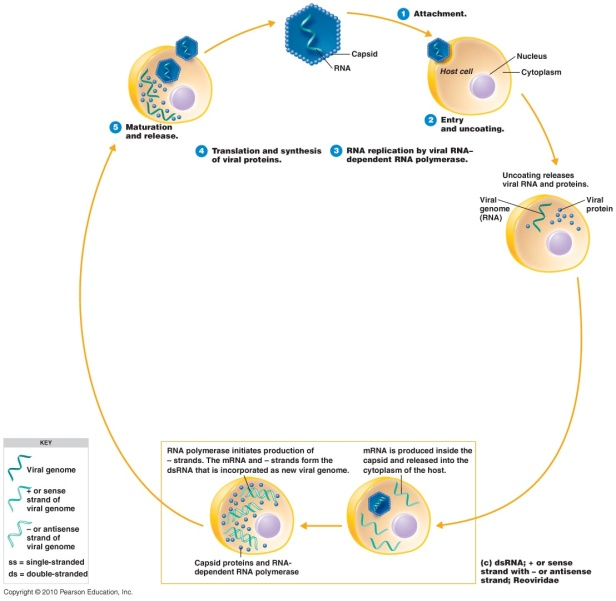 1 Attachment.
Capsid
RNA
Host cell
Nucleus
Cytoplasm
2 Entry
and uncoating.
Uncoating releases
viral RNA and proteins.
Viral
genome
(RNA)
Viral
protein
3 RNA replication by viral RNA–
dependent RNA polymerase.
4 Translation and synthesis
of viral proteins.
5 Maturation
and release.
RNA polymerase initiates production of
– strands. The mRNA and – strands form the
dsRNA that is incorporated as new viral genome.
mRNA is produced inside the
capsid and released into the
cytoplasm of the host.
Capsid proteins and RNA-
dependent RNA polymerase
(c) dsRNA; + or sense
strand with – or antisense
strand; Reoviridae
KEY
Viral genome
+ or sense
strand of
viral genome
– or antisense
strand of
viral genome
ss = single-stranded
ds = double-stranded
Copyright © 2010 Pearson Education, Inc.